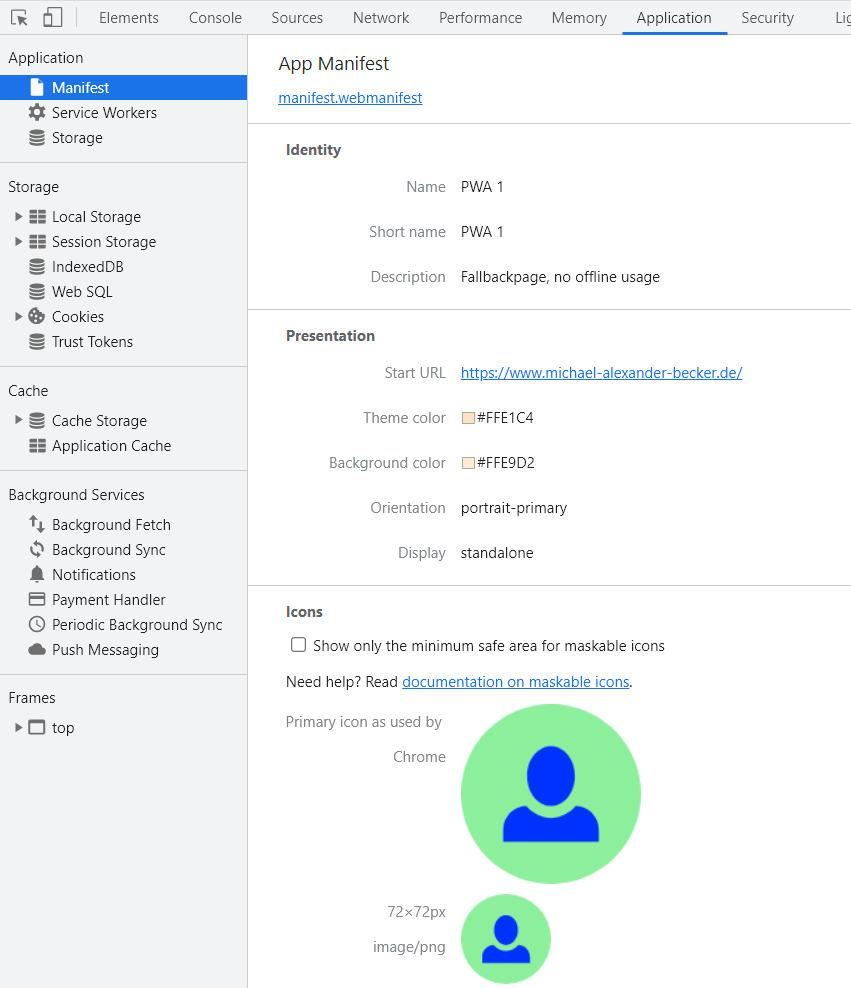 Elements Console Sources Network Performance Memory Application Security
Application
Manifest
Service Workers
Storage
Storage
Local Storage
Session Storage
IndexedDB
Web SQL
Cookies
Trust Tokens
Cache
Cache Storage
Application Cache
Background Services
Background Fetch
Background Sync
Notifications
Payment Handler
Periodic Background Sync
Push Messaging
Frames
top
App Manifest
manifest.webmanifest
Identity
Name PWA 1
Short name PWA 1
Description Fallbackpage, no offline usage
Presentation
Start URL https://www.michael-alexander-becker.de/
Theme color #FFE1C4
Background color #FFE9D2
Orientation portrait-primary
Display standalone
Icons
Show only the minimum safe area for maskable icons
Need help? Read documentation on maskable icons.
Primary icon as used by
Chrome
72×72px
image/png